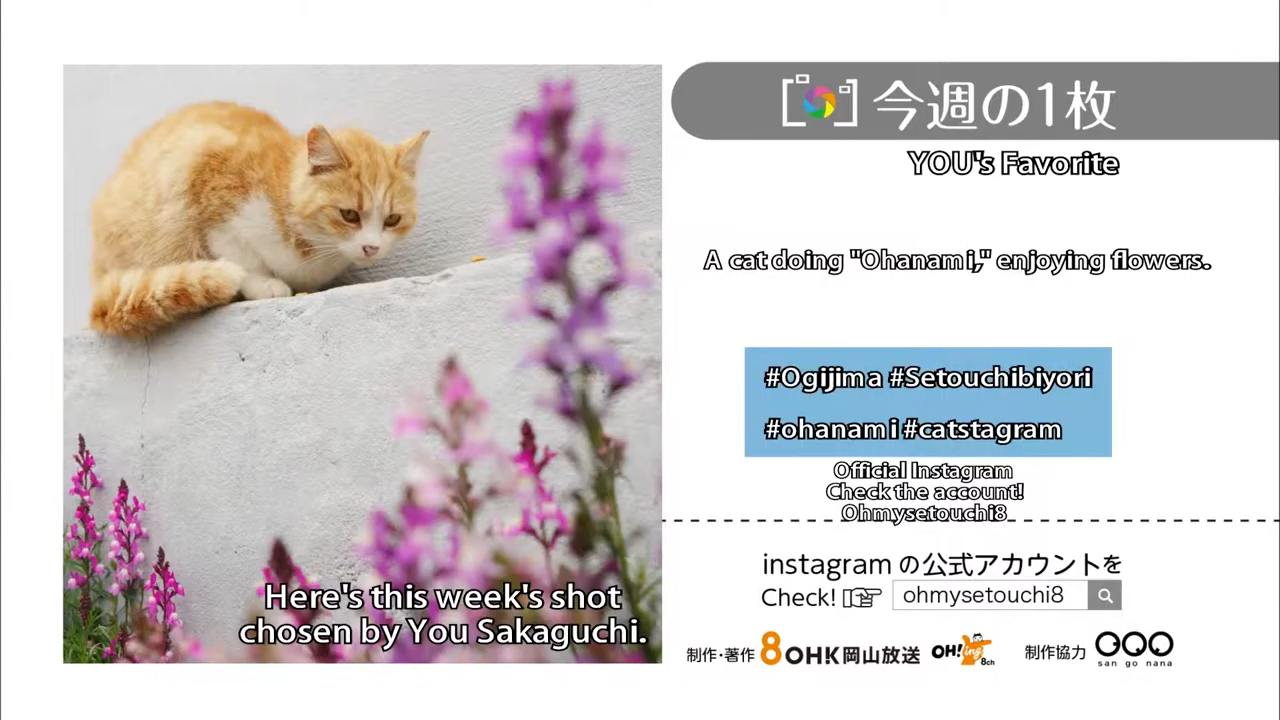 今週の1枚
YOU's Favorite
A cat doing "Ohanami," enjoying flowers.
#Ogijima #Setouchibiyori
#ohanami #catstagram
Official Instagram
Check the account!
Ohmysetouchi8
instagramの公式アカウントを
Check! ohmysetouchi8
制作・著作 8 OHK岡山放送 OH!ing 8ch 制作協力 san go nana
Here's this week's shot
chosen by You Sakaguchi.